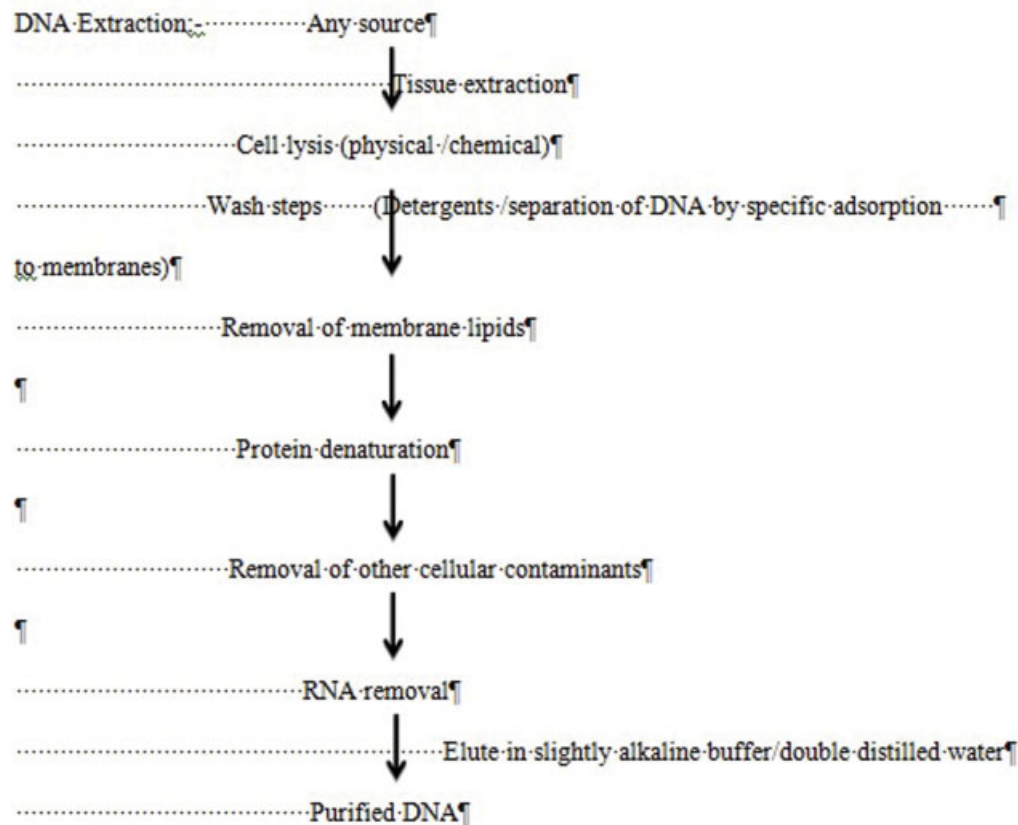 DNA Extraction:- Any source¶
Tissue extraction¶
Cell lysis (physical /chemical)¶
Wash steps (Detergents /separation of DNA by specific adsorption ¶
to membranes)¶
Removal of membrane lipids¶
¶
Protein denaturation¶
¶
Removal of other cellular contaminants¶
¶
RNA removal¶
Elute in slightly alkaline buffer/double distilled water¶
Purified DNA¶